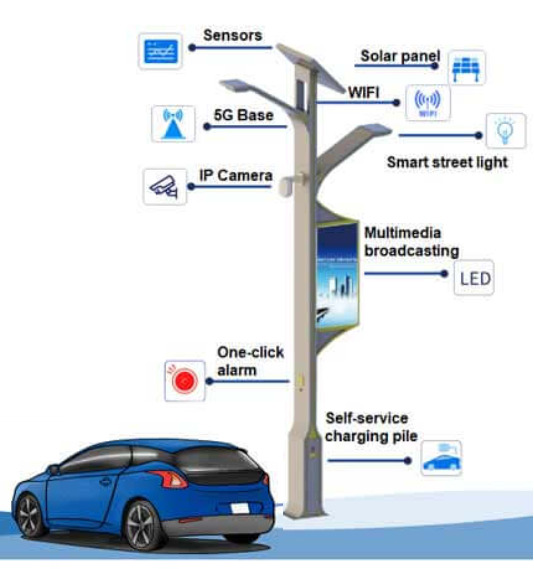 Sensors
Solar panel
WIFI
WIFI
5G Base
Smart street light
IP Camera
Multimedia
broadcasting
LED
One-click
alarm
Self-service
charging pile